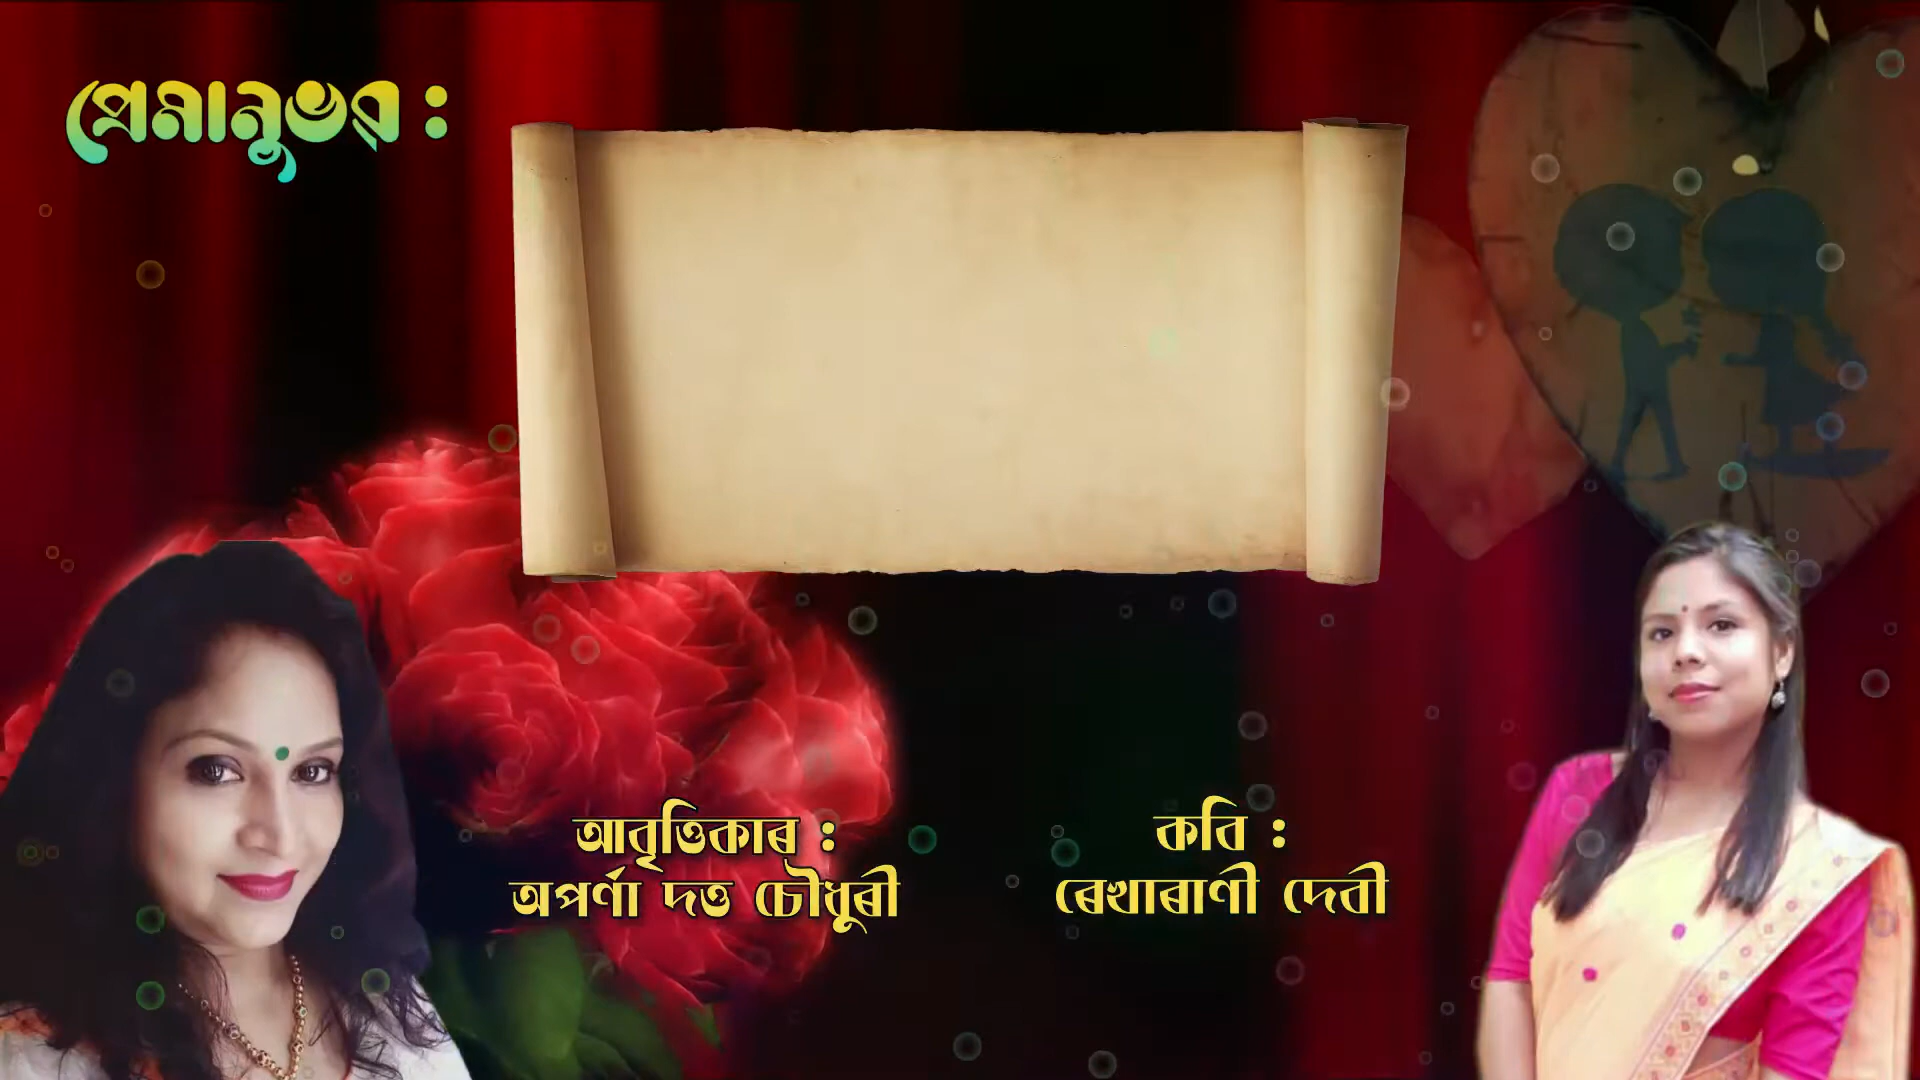 প্ৰেমানুভৱ :
আবৃত্তিকাৰ :
অপৰ্ণা দত্ত চৌধুৰী
কবি :
ৰেখাৰাণী দেবী